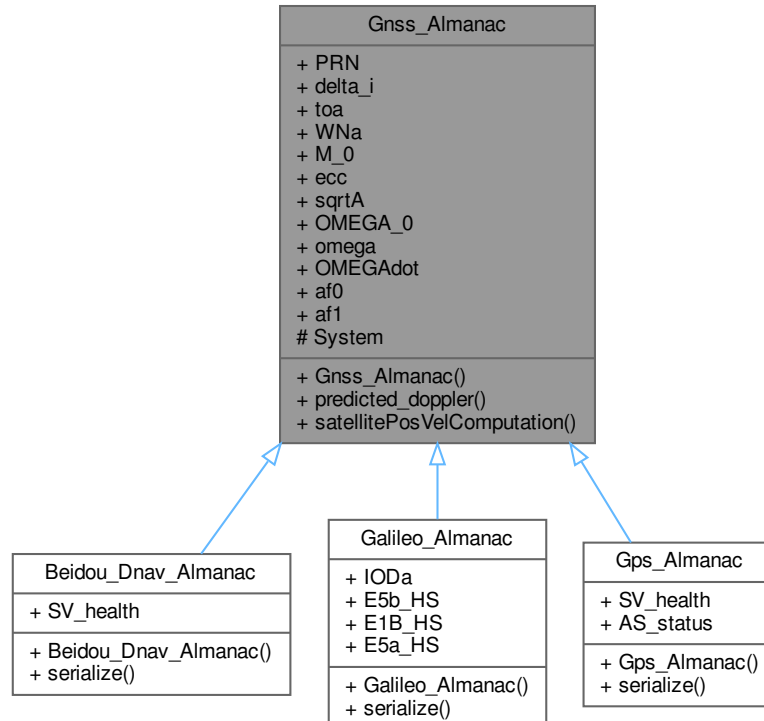 Gnss_Almanac
+ PRN
+ delta_i
+ toa
+ WNa
+ M_0
+ ecc
+ sqrtA
+ OMEGA_0
+ omega
+ OMEGAdot
+ af0
+ af1
# System
+ Gnss_Almanac()
+ predicted_doppler()
+ satellitePosVelComputation()
Beidou_Dnav_Almanac
+ SV_health
+ Beidou_Dnav_Almanac()
+ serialize()
Galileo_Almanac
+ IODa
+ E5b_HS
+ E1B_HS
+ E5a_HS
+ Galileo_Almanac()
+ serialize()
Gps_Almanac
+ SV_health
+ AS_status
+ Gps_Almanac()
+ serialize()